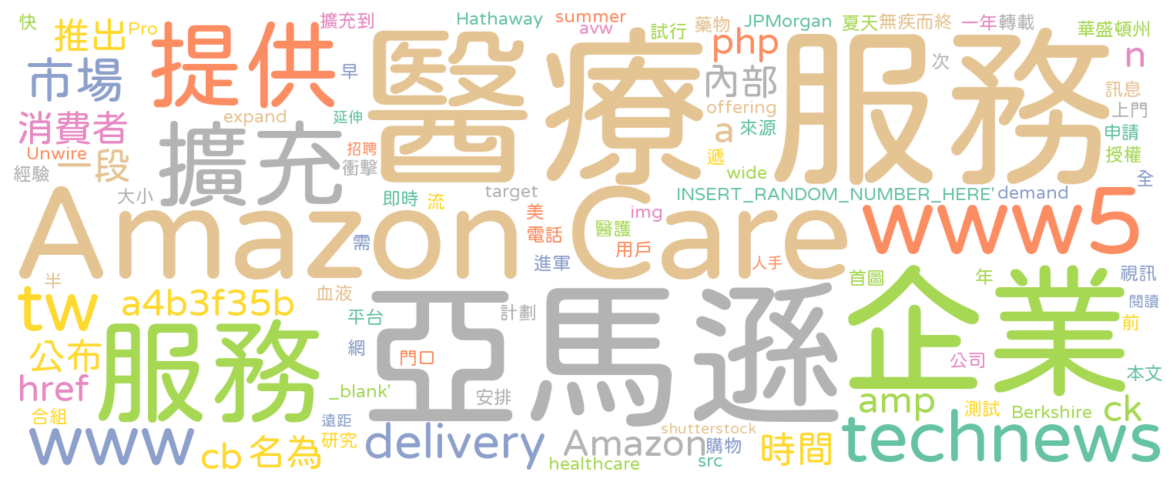 快
推出
Pro
擴充到
Hathaway
summer
avw
試行
藥物
JPMorgan
夏天
無疾而終
一年
轉載
華盛頓州
市場
提供
早
醫療服務
php
內部
次
n
訊息
上門
消費者
擴充
expand
延伸
offering
a
來源
申請
Unwire
一段
招聘
衝擊
遞
授權
經驗
wide
全
大小
即時
流
target
INSERT_RANDOM_NUMBER_HERE'
demand
Amazon Care
需
美
電話
img
醫護
用戶
www5
進軍
人手
半
tw
a4b3f35b
血液
亞馬遜
首圖
年
視訊
企業
閱讀
服務
平台
計劃
前
公布
網
門口
公司
本文
href
_blank'
安排
amp
測試
Berkshire
ck
合組
遠距
www
cb
名為
研究
delivery
Amazon
shutterstock
購物
時間
technews
healthcare
src